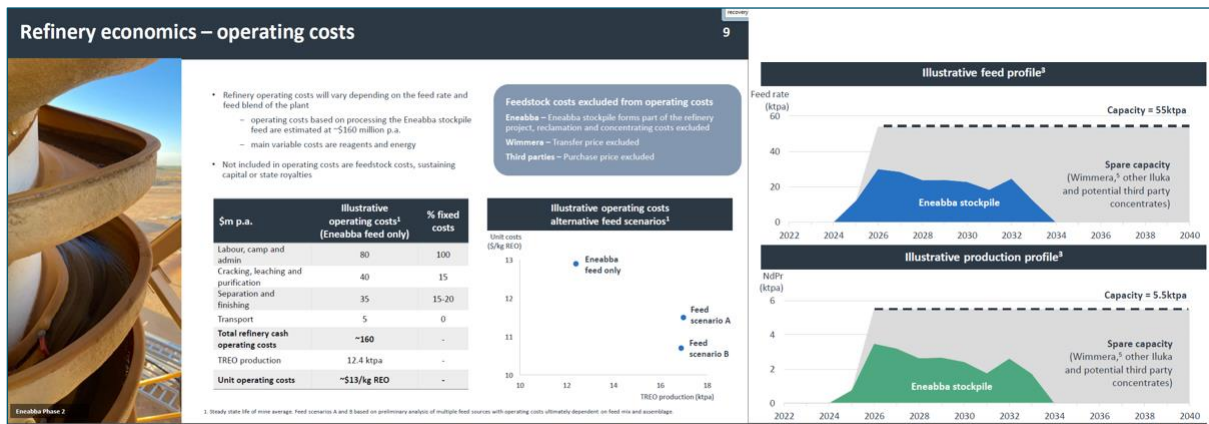 recovery
Refinery economics – operating costs
9
• Refinery operating costs will vary depending on the feed rate and
feed blend of the plant
– operating costs based on processing the Eneabba stockpile
feed are estimated at ~$160 million p.a.
– main variable costs are reagents and energy
• Not included in operating costs are feedstock costs, sustaining
capital or state royalties
Feedstock costs excluded from operating costs
Eneabba – Eneabba stockpile forms part of the refinery
project, reclamation and concentrating costs excluded
Wimmera – Transfer price excluded
Third parties – Purchase price excluded
$m p.a.
Illustrative
operating costs¹
(Eneabba feed only)
% fixed
costs
Labour, camp and
admin
80
100
Cracking, leaching and
purification
40
15
Separation and
finishing
35
15-20
Transport
5
0
Total refinery cash
operating costs
~160
-
TREO production
12.4 ktpa
-
Unit operating costs
~$13/kg REO
-
Illustrative operating costs
alternative feed scenarios¹
Unit costs
($/kg REO)
13
12
11
10
Eneabba
feed only
Feed
scenario A
Feed
scenario B
10
12
14
16
18
TREO production (ktpa)
Eneabba Phase 2
1. Steady state life of mine average. Feed scenarios A and B based on preliminary analysis of multiple feed sources with operating costs ultimately dependent on feed mix and assemblage.
Illustrative feed profile³
Feed rate
(ktpa)
60
40
20
0
Capacity = 55ktpa
Spare capacity
(Wimmera,⁵ other Iluka
and potential third party
concentrates)
Eneabba stockpile
2022 2024 2026 2028 2030 2032 2034 2036 2038 2040
Illustrative production profile³
NdPr
(ktpa)
6
4
2
0
Capacity = 5.5ktpa
Spare capacity
(Wimmera,⁵ other Iluka
and potential third party
concentrates)
Eneabba stockpile
2022 2024 2026 2028 2030 2032 2034 2036 2038 2040